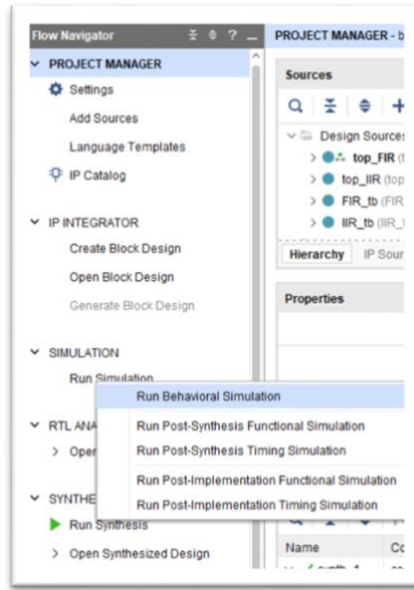 Flow Navigator
?
PROJECT MANAGER - b
PROJECT MANAGER
Settings
Add Sources
Language Templates
IP Catalog
IP INTEGRATOR
Create Block Design
Open Block Design
Generate Block Design
SIMULATION
Run Simulation
Run Behavioral Simulation
Run Post-Synthesis Functional Simulation
Run Post-Synthesis Timing Simulation
Run Post-Implementation Functional Simulation
Run Post-Implementation Timing Simulation
RTL ANA
Open
SYNTHE
Run Synthesis
Open Synthesized Design
Sources
Design Sources
top_FIR (t
top_IIR (top
FIR_tb (FIR_
IIR_tb (IIR_t
Hierarchy IP Sour
Properties
Name Co